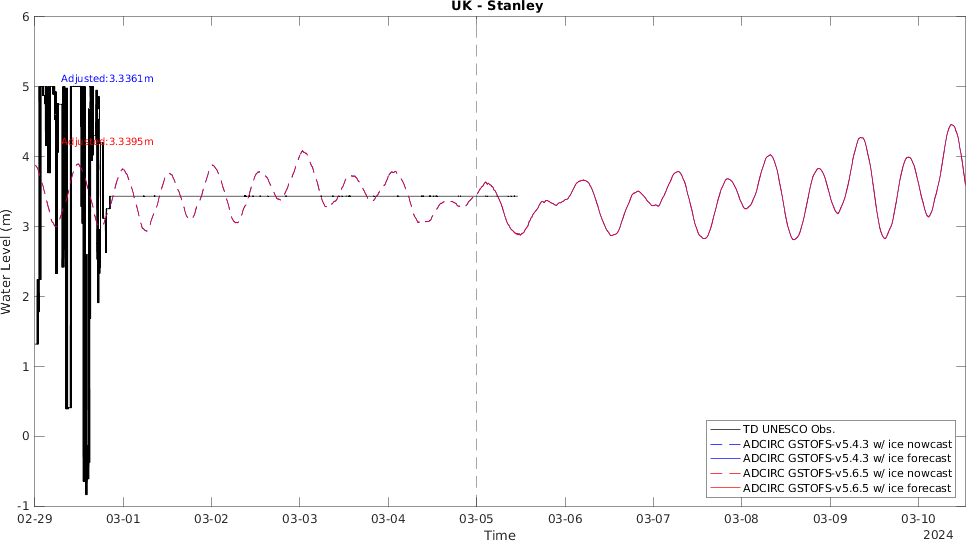 UK - Stanley
6
5
4
3
2
1
0
-1
Water Level (m)
Adjusted:3.3361m
Adjusted:3.3395m
TD UNESCO Obs.
ADCIRC GSTOFS-v5.4.3 w/ ice nowcast
ADCIRC GSTOFS-v5.4.3 w/ ice forecast
ADCIRC GSTOFS-v5.6.5 w/ ice nowcast
ADCIRC GSTOFS-v5.6.5 w/ ice forecast
02-29 03-01 03-02 03-03 03-04 03-05 03-06 03-07 03-08 03-09 03-10
Time
2024